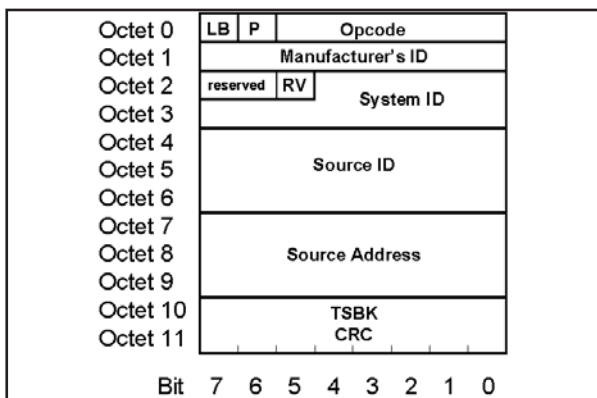 Octet 0 LB P Opcode
Octet 1 Manufacturer's ID
Octet 2 reserved RV
System ID
Octet 3
Octet 4
Octet 5 Source ID
Octet 6
Octet 7
Octet 8 Source Address
Octet 9
Octet 10 TSBK
Octet 11 CRC
Bit 7 6 5 4 3 2 1 0